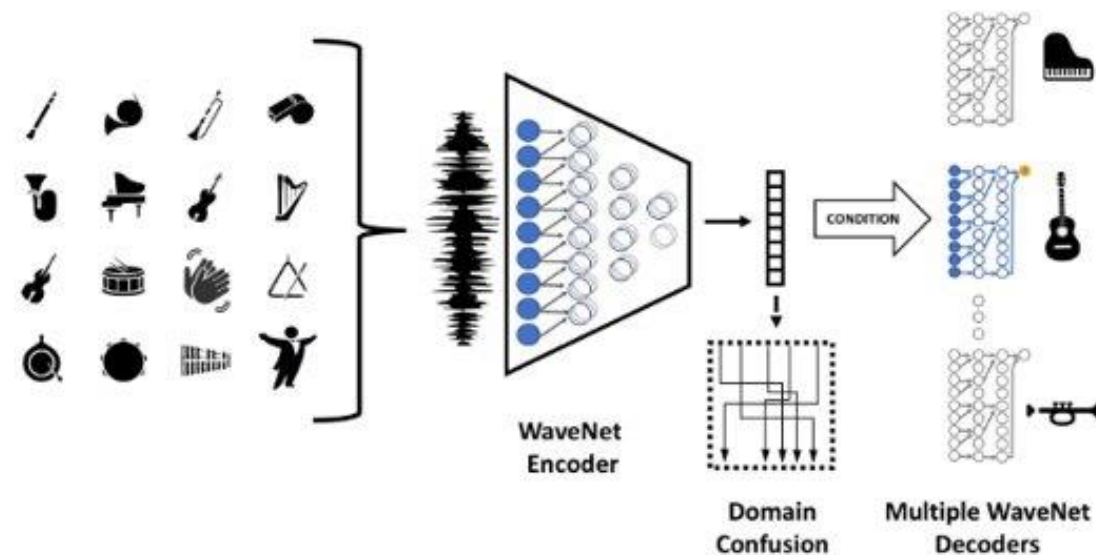 CONDITION
WaveNet
Encoder
Domain
Confusion
Multiple WaveNet
Decoders